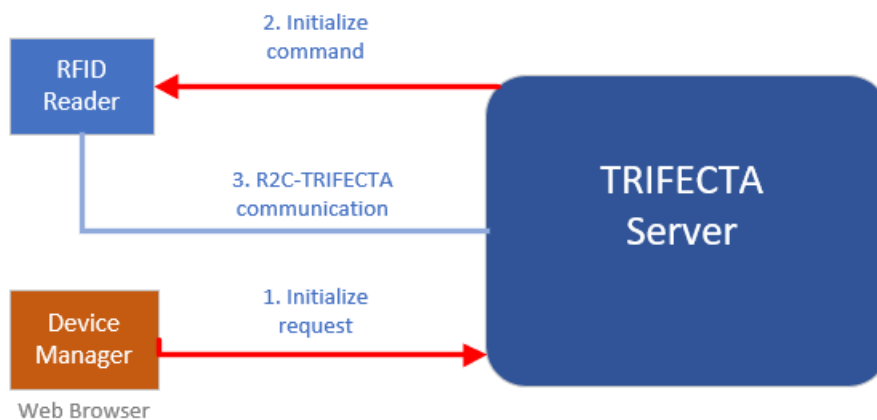 2. Initialize
command
RFID
Reader
TRIFECTA
Server
3. R2C-TRIFECTA
communication
1. Initialize
request
Device
Manager
Web Browser